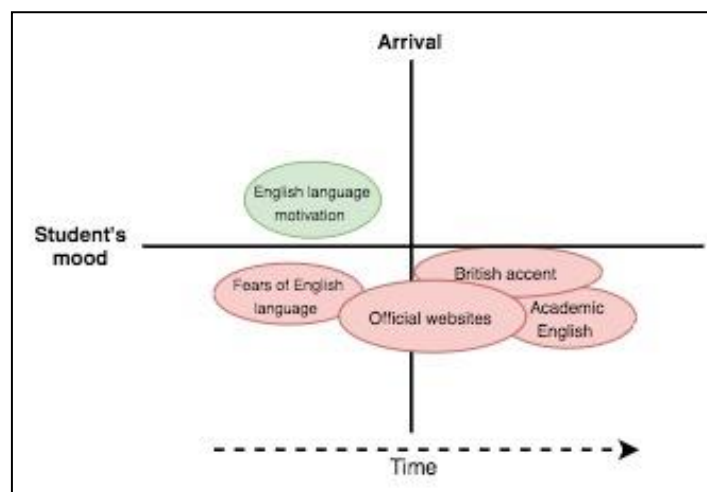 Arrival
English language
motivation
Student's
mood
British accent
Fears of English
language
Official websites
Academic
English
Time